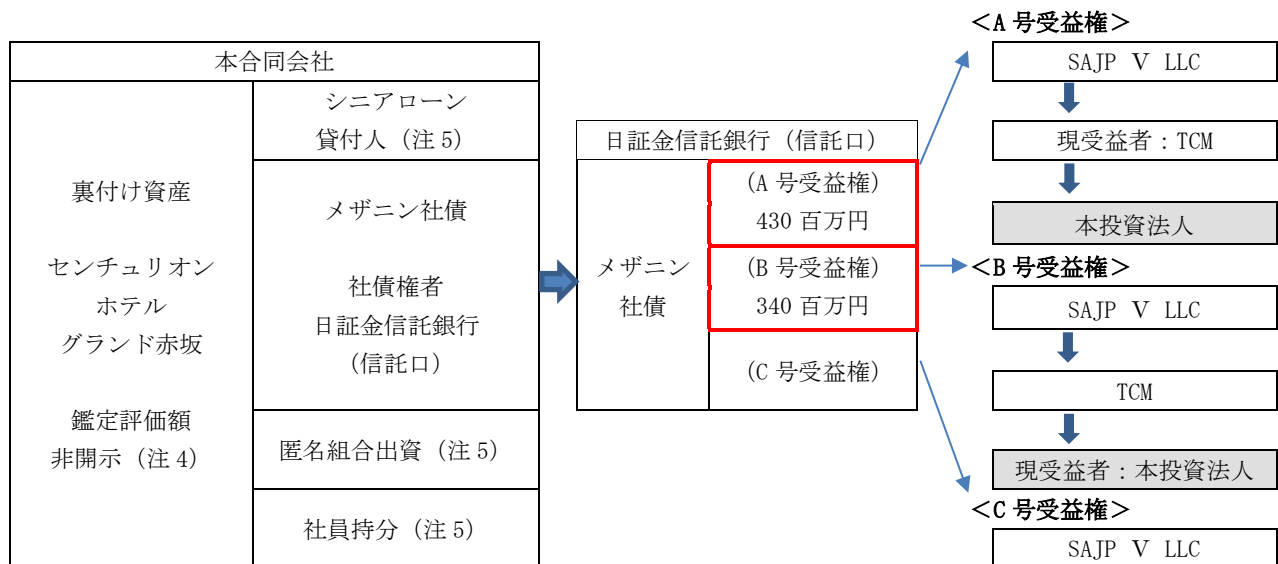 本合同会社
裏付け資産
センチュリオン
ホテル
グランド赤坂
鑑定評価額
非開示（注 4）
シニアローン
貸付人（注 5）
メザニン社債
社債権者
日証金信託銀行
（信託口）
匿名組合出資（注 5）
社員持分（注 5）
日証金信託銀行（信託口）
メザニン
社債
（A 号受益権）
430 百万円
（B 号受益権）
340 百万円
（C 号受益権）
＜A 号受益権＞
SAJP Ⅴ LLC
現受益者：TCM
本投資法人
＜B 号受益権＞
SAJP Ⅴ LLC
TCM
現受益者：本投資法人
＜C 号受益権＞
SAJP Ⅴ LLC